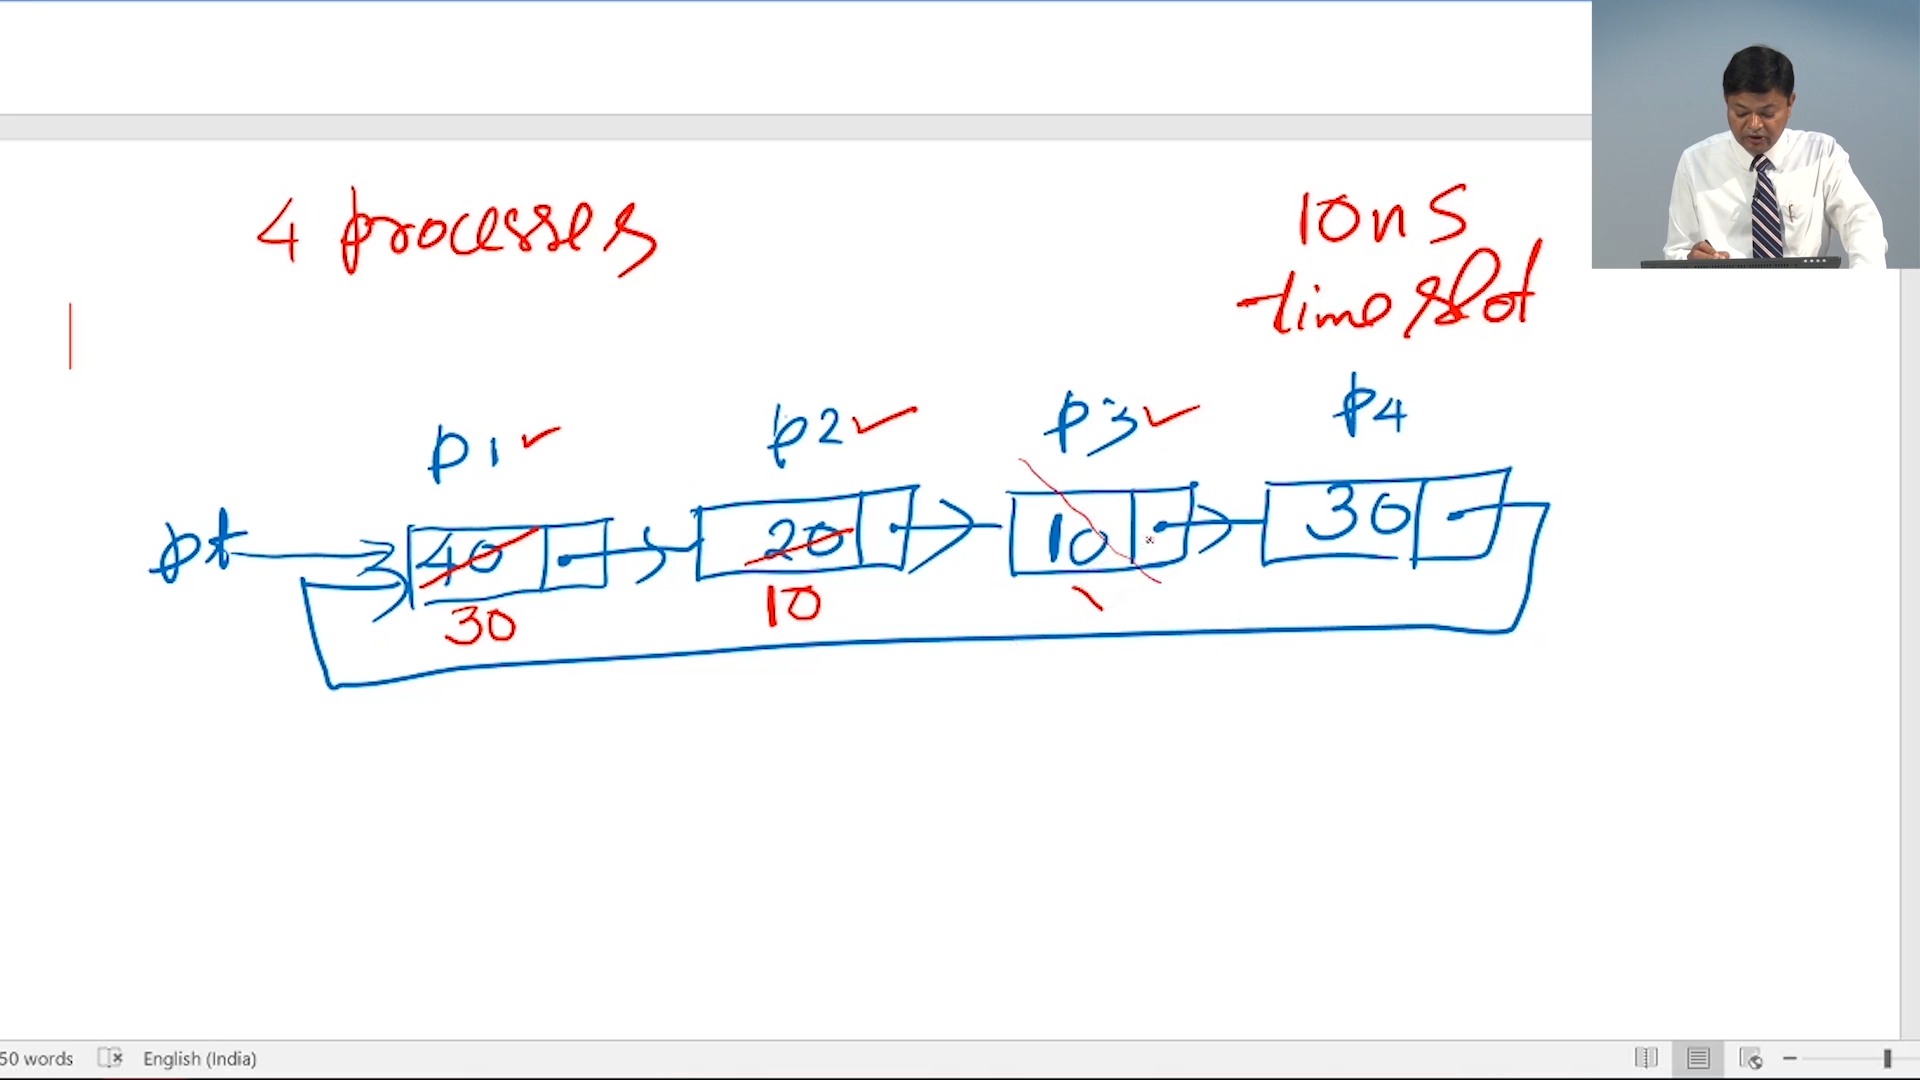 4 processes
10ns
time slot
p1 p2 p3 p4
pt 40 20 10 30
30 10
50 words English (India)